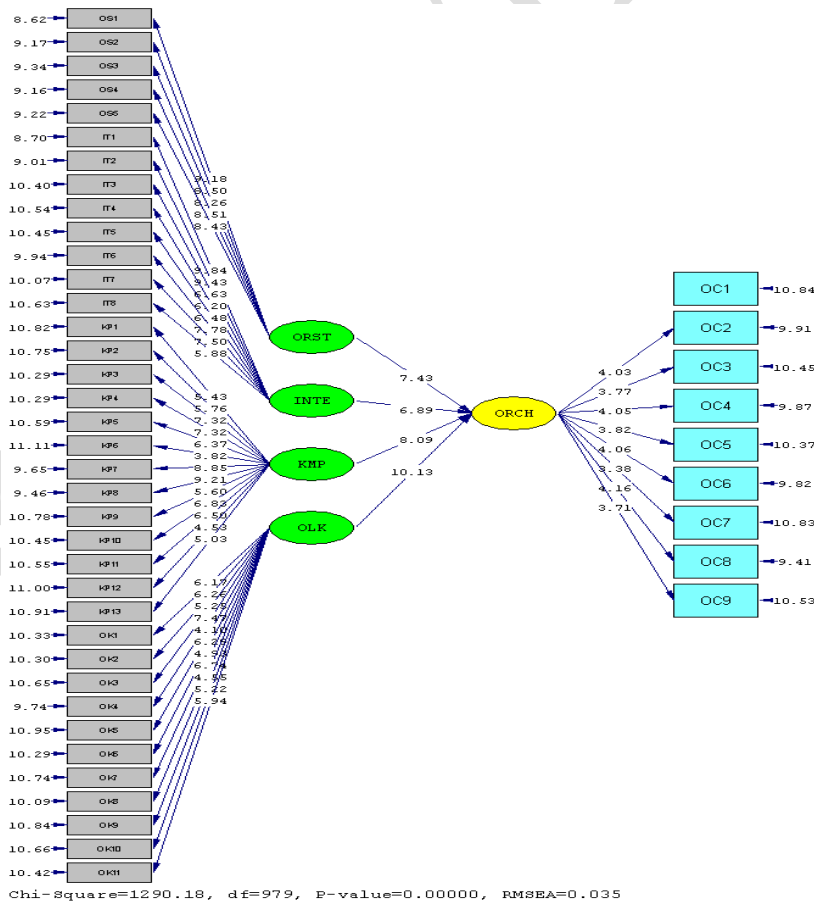 8.62 OS1
9.17 OS2
9.34 OS3
9.16 OS4
9.22 OS5
8.70 IT1
9.01 IT2
10.40 IT3
10.54 IT4
10.45 IT5
9.94 IT6
10.07 IT7
10.63 IT8
10.82 KP1
10.75 KP2
10.29 KP3
10.29 KP4
10.59 KP5
11.11 KP6
9.65 KP7
9.46 KP8
10.78 KP9
10.45 KP10
10.55 KP11
11.00 KP12
10.91 KP13
10.33 OK1
10.30 OK2
10.65 OK3
9.74 OK4
10.95 OK5
10.29 OK6
10.74 OK7
10.09 OK8
10.84 OK9
10.66 OK10
10.42 OK11
9.18
8.50
8.26
8.51
8.43
9.84
9.43
6.63
6.20
6.48
7.78
7.50
5.88
5.43
5.76
7.32
7.32
6.37
3.82
8.85
9.21
5.60
6.83
6.50
4.53
5.03
6.17
6.26
5.25
7.47
4.10
6.29
4.93
6.74
4.55
5.22
5.94
ORST
INTE
KMP
OLK
7.43
6.89
8.09
10.13
ORCH
4.03
3.77
4.05
3.82
4.06
3.38
4.16
3.71
OC1 10.84
OC2 9.91
OC3 10.45
OC4 9.87
OC5 10.37
OC6 9.82
OC7 10.83
OC8 9.41
OC9 10.53
Chi-Square=1290.18, df=979, P-value=0.00000, RMSEA=0.035